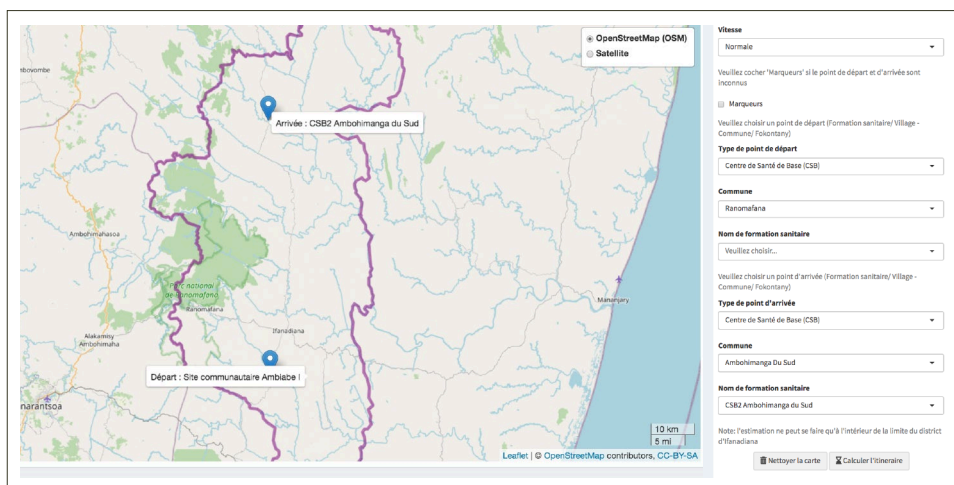 OpenStreetMap (OSM)
Satellite
mbovombe
Arrivée : CSB2 Ambohimanga du Sud
Ambohimahasoa
Parc national
de Ranomafana
Ranomafana
Ifanadiana
Mananjary
Alakamisy
Ambohimaha
Départ : Site communautaire Ambiabe I
narantsoa
10 km
5 mi
Leaflet | © OpenStreetMap contributors, CC-BY-SA
Vitesse
Normale
Veuillez cocher 'Marqueurs' si le point de départ et d'arrivée sont
inconnus
Marqueurs
Veuillez choisir un point de départ (Formation sanitaire/ Village -
Commune/ Fokontany)
Type de point de départ
Centre de Santé de Base (CSB)
Commune
Ranomafana
Nom de formation sanitaire
Veuillez choisir...
Veuillez choisir un point d'arrivée (Formation sanitaire/ Village -
Commune/ Fokontany)
Type de point d'arrivée
Centre de Santé de Base (CSB)
Commune
Ambohimanga Du Sud
Nom de formation sanitaire
CSB2 Ambohimanga du Sud
Note: l'estimation ne peut se faire qu'à l'intérieur de la limite du district
d'Ifanadiana
Nettoyer la carte
Calculer l'itineraire